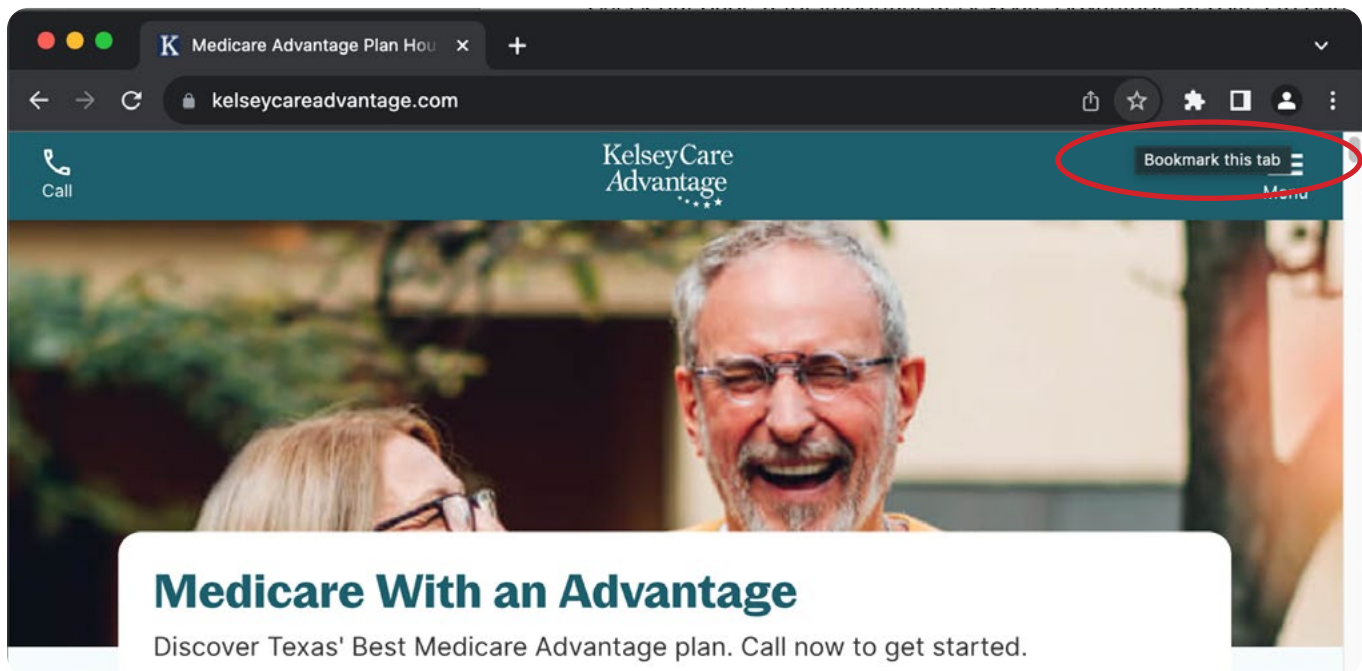 K Medicare Advantage Plan Hou
kelseycareadvantage.com
Call
KelseyCare
Advantage
Bookmark this tab
Menu
Medicare With an Advantage
Discover Texas' Best Medicare Advantage plan. Call now to get started.